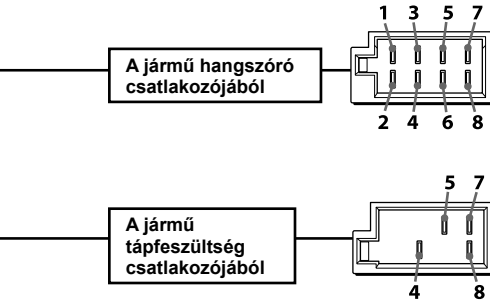 1 3 5 7
A jármű hangszóró
csatlakozójából
2 4 6 8
5 7
A jármű
tápfeszültség
csatlakozójából
4 8